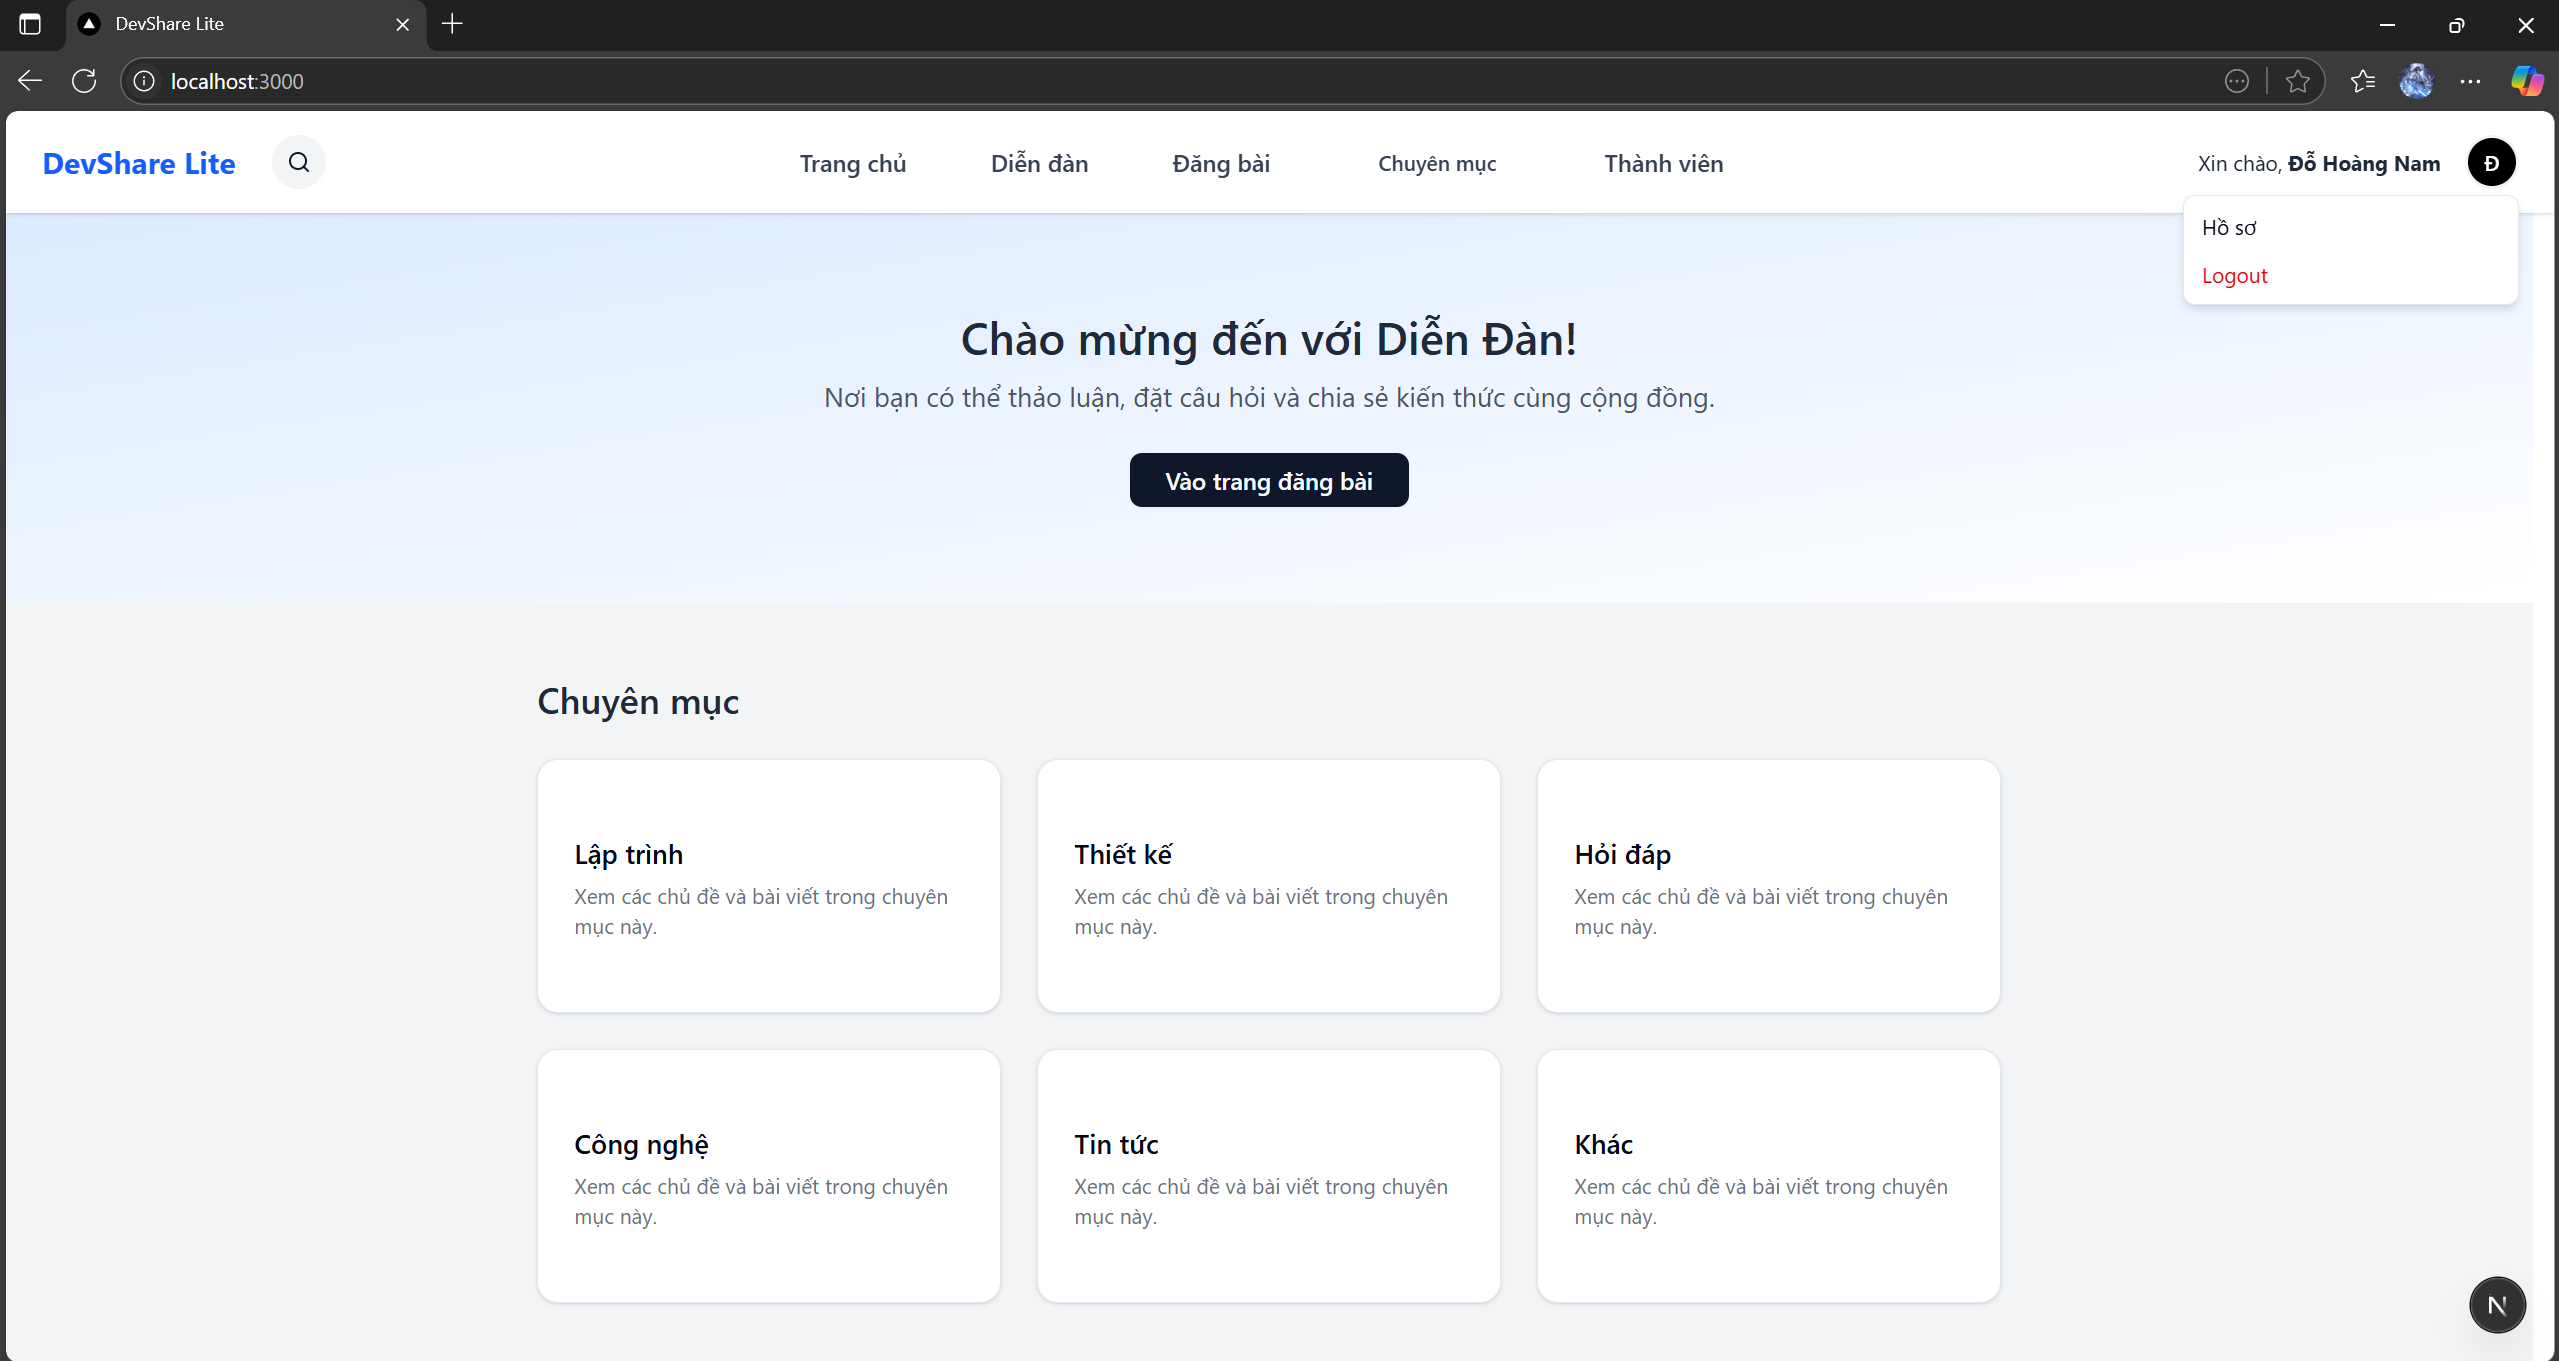 DevShare Lite
localhost:3000
DevShare Lite
Trang chủ
Diễn đàn
Đăng bài
Chuyên mục
Thành viên
Xin chào, Đỗ Hoàng Nam
Đ
Hồ sơ
Logout
Chào mừng đến với Diễn Đàn!
Nơi bạn có thể thảo luận, đặt câu hỏi và chia sẻ kiến thức cùng cộng đồng.
Vào trang đăng bài
Chuyên mục
Lập trình
Xem các chủ đề và bài viết trong chuyên
mục này.
Thiết kế
Xem các chủ đề và bài viết trong chuyên
mục này.
Hỏi đáp
Xem các chủ đề và bài viết trong chuyên
mục này.
Công nghệ
Xem các chủ đề và bài viết trong chuyên
mục này.
Tin tức
Xem các chủ đề và bài viết trong chuyên
mục này.
Khác
Xem các chủ đề và bài viết trong chuyên
mục này.
N